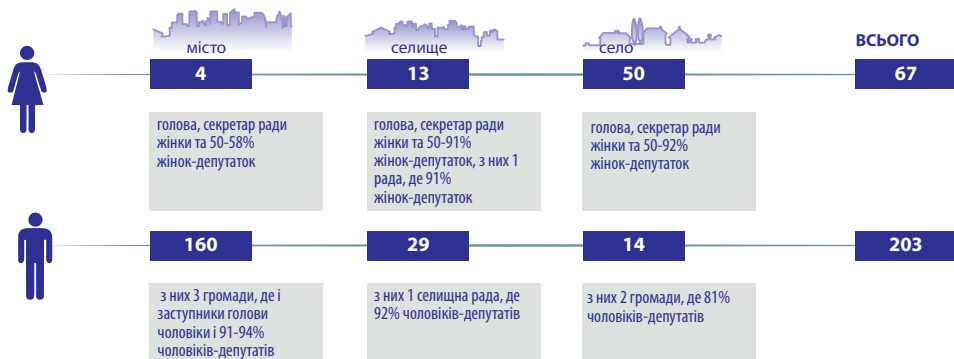 місто
селище
село
ВСЬОГО
4
13
50
67
голова, секретар ради
жінки та 50-58%
жінок-депутаток
голова, секретар ради
жінки та 50-91%
жінок-депутаток, з них 1
рада, де 91%
жінок-депутаток
голова, секретар ради
жінки та 50-92%
жінок-депутаток
160
29
14
203
з них 3 громади, де і
заступники голови
чоловіки і 91-94%
чоловіків-депутатів
з них 1 селищна рада, де
92% чоловіків-депутатів
з них 2 громади, де 81%
чоловіків-депутатів